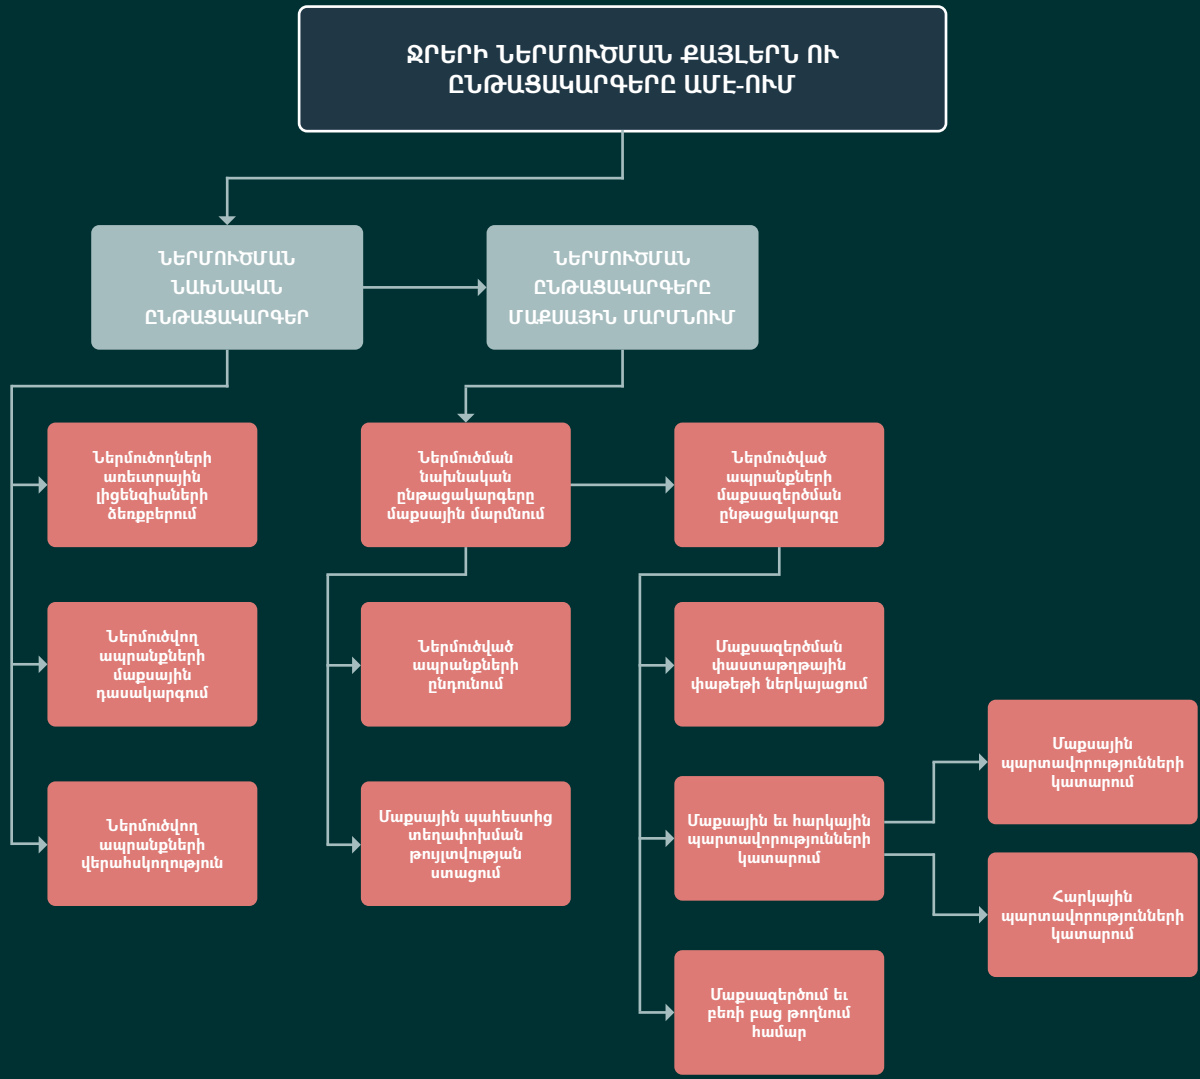 ՋՐԵՐԻ ՆԵՐՄՈՒԾՄԱՆ ՔԱՅԼԵՐՆ ՈՒ
ԸՆԹԱՑԱԿԱՐԳԵՐԸ ԱՄԷ-ՈՒՄ
ՆԵՐՄՈՒԾՄԱՆ
ՆԱԽՆԱԿԱՆ
ԸՆԹԱՑԱԿԱՐԳԵՐ
ՆԵՐՄՈՒԾՄԱՆ
ԸՆԹԱՑԱԿԱՐԳԵՐԸ
ՄԱՔՍԱՅԻՆ ՄԱՐՄՆՈՒՄ
Ներմուծողների
առեւտրային
լիցենզիաների
ձեռքբերում
Ներմուծման
նախնական
ընթացակարգերը
մաքսային մարմնում
Ներմուծված
ապրանքների
մաքսազերծման
ընթացակարգը
Ներմուծվող
ապրանքների
մաքսային
դասակարգում
Ներմուծված
ապրանքների
ընդունում
Մաքսազերծման
փաստաթղթային
փաթեթի ներկայացում
Ներմուծվող
ապրանքների
վերահսկողություն
Մաքսային պահեստից
տեղափոխման
թույլտվության
ստացում
Մաքսային եւ հարկային
պարտավորությունների
կատարում
Մաքսային
պարտավորությունների
կատարում
Հարկային
պարտավորությունների
կատարում
Մաքսազերծում եւ
բեռի բաց թողնում
համար